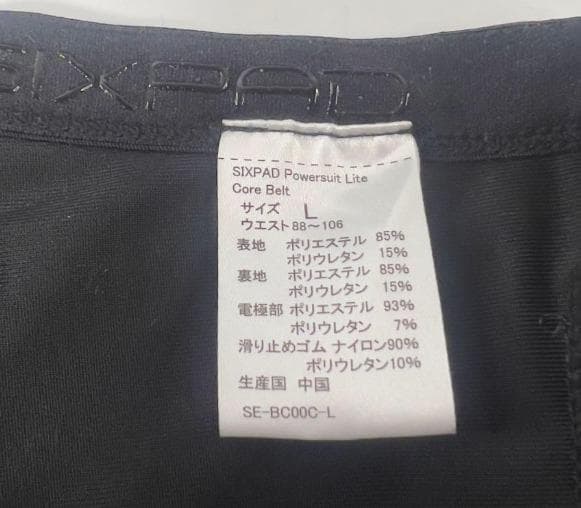 SIXPAD
SIXPAD Powersuit Lite
Core Belt
サイズ L
ウエスト88～106
表地 ポリエステル 85%
ポリウレタン 15%
裏地 ポリエステル 85%
ポリウレタン 15%
電極部 ポリエステル 93%
ポリウレタン 7%
滑り止めゴム ナイロン90%
ポリウレタン10%
生産国 中国
SE-BC00C-L